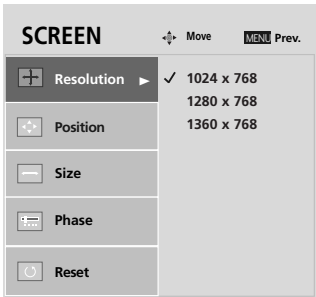 SCREEN Move MENU Prev.
Resolution ► ✓ 1024 x 768
1280 x 768
1360 x 768
Position
Size
Phase
Reset